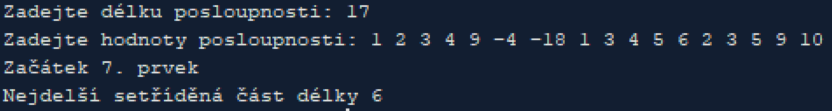 Zadejte délku posloupnosti: 17
Zadejte hodnoty posloupnosti: 1 2 3 4 9 -4 -18 1 3 4 5 6 2 3 5 9 10
Začátek 7. prvek
Nejdelší setříděná část délky 6